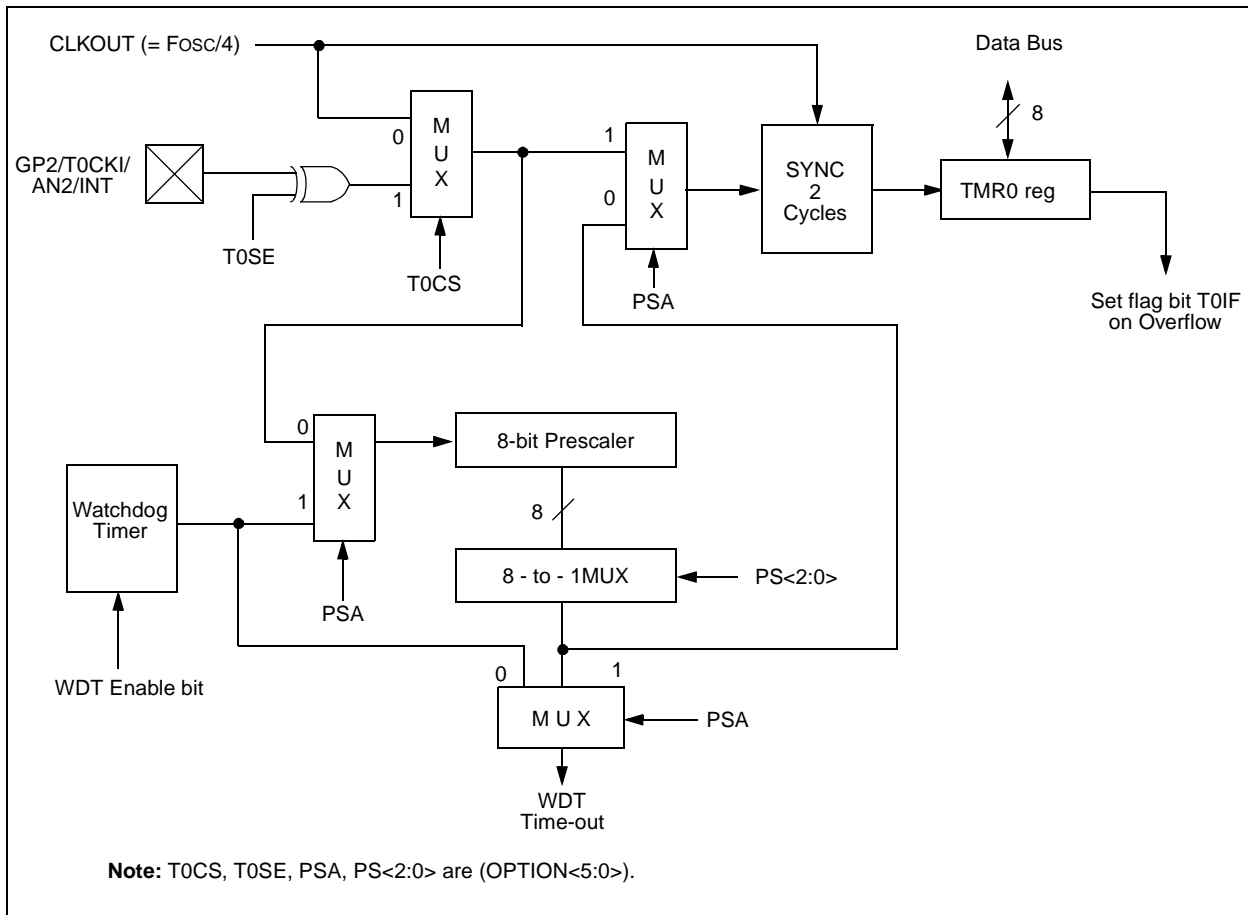 CLKOUT (= FOSC/4)
Data Bus
8
0
M
U
X
1
M
U
X
1
0
GP2/T0CKI/
AN2/INT
SYNC
2
Cycles
TMR0 reg
T0SE
T0CS
PSA
Set flag bit T0IF
on Overflow
0
M
U
X
1
8-bit Prescaler
Watchdog
Timer
8
8 - to - 1MUX
PS<2:0>
PSA
WDT Enable bit
0
1
M U X
PSA
WDT
Time-out
Note: T0CS, T0SE, PSA, PS<2:0> are (OPTION<5:0>).